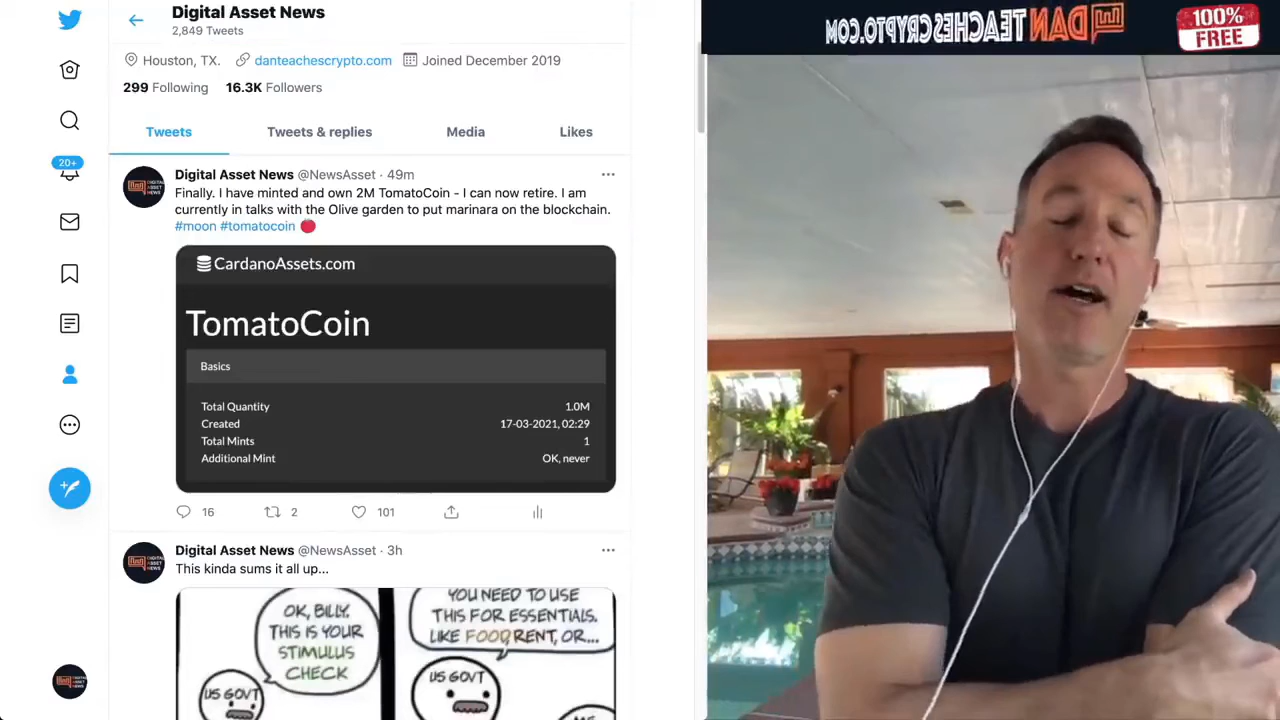 Digital Asset News
2,849 Tweets
Houston, TX. danteachescrypto.com Joined December 2019
299 Following 16.3K Followers
Tweets Tweets & replies Media Likes
20+
Digital Asset News @NewsAsset · 49m
Finally. I have minted and own 2M TomatoCoin - I can now retire. I am
currently in talks with the Olive garden to put marinara on the blockchain.
#moon #tomatocoin
CardanoAssets.com
TomatoCoin
Basics
Total Quantity 1.0M
Created 17-03-2021, 02:29
Total Mints 1
Additional Mint OK, never
16 2 101
Digital Asset News @NewsAsset · 3h
This kinda sums it all up...
OK, BILLY.
THIS IS YOUR
STIMULUS
CHECK
US GOVT
YOU NEED TO USE
THIS FOR ESSENTIALS.
LIKE FOOD, RENT, OR...
US GOVT
DANTEACHESCRYPTO.COM
100%
FREE